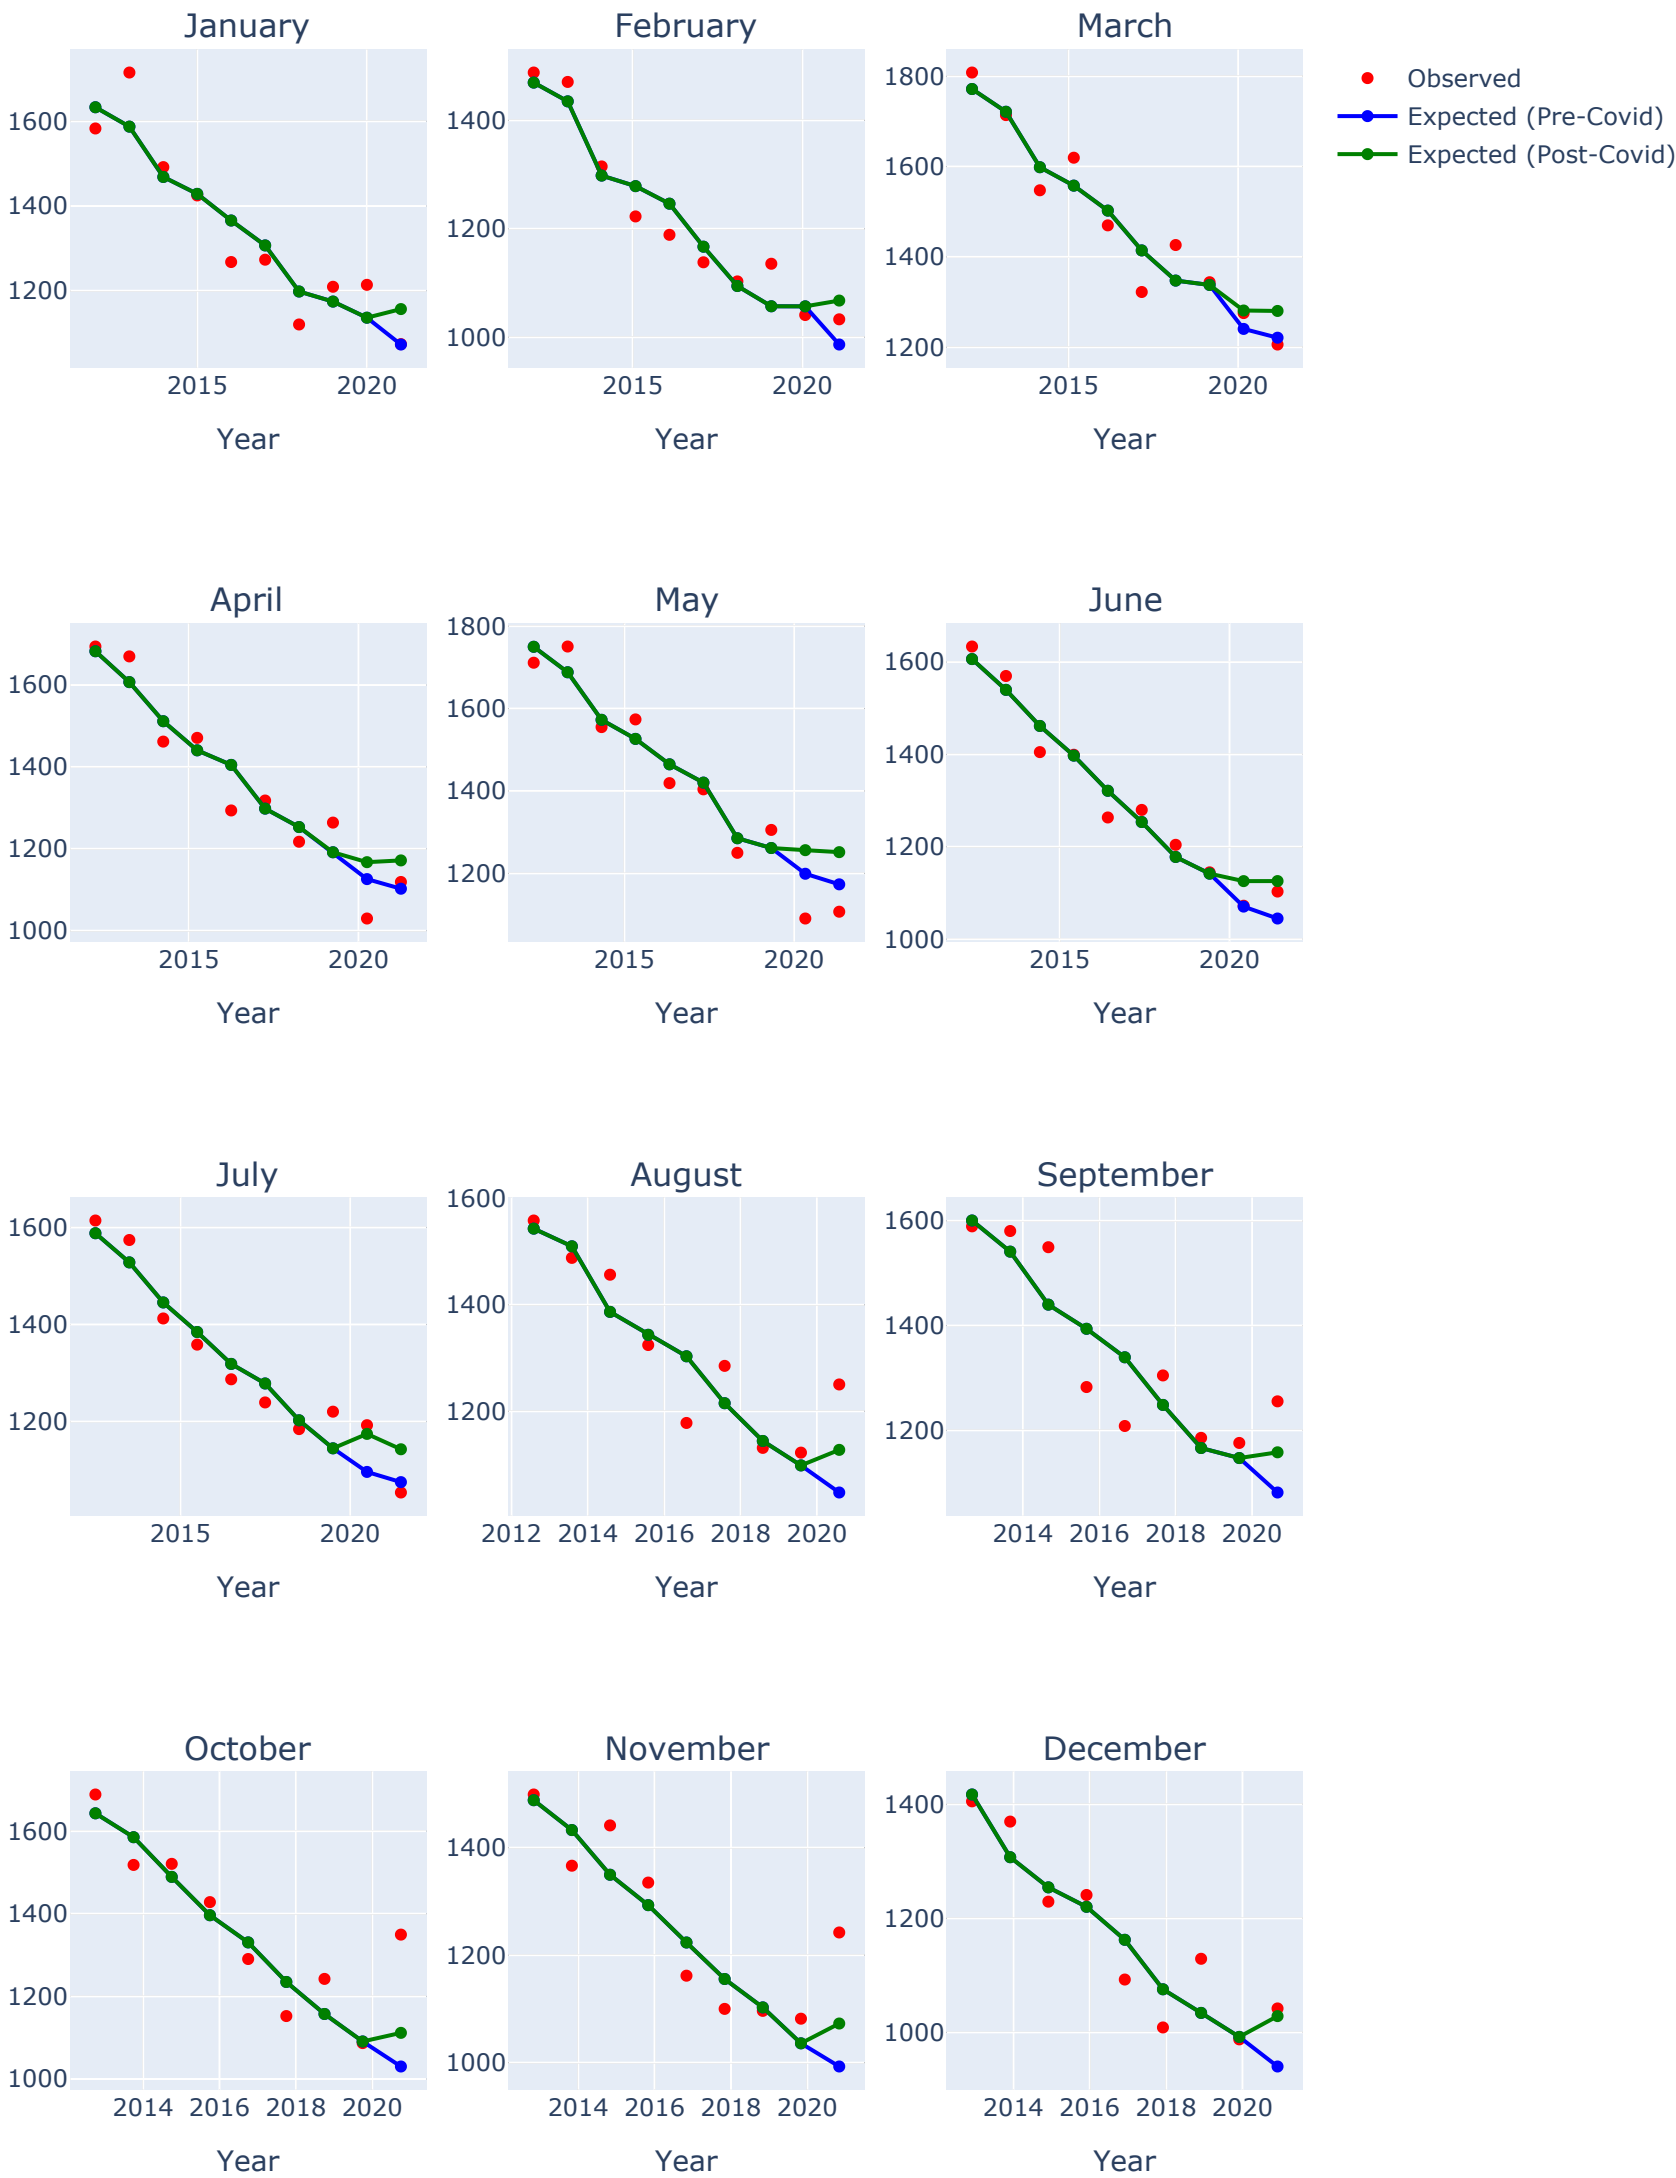 January
February
March
Observed
Expected (Pre-Covid)
Expected (Post-Covid)
1600
1400
1200
2015
2020
Year
1400
1200
1000
2015
2020
Year
1800
1600
1400
1200
2015
2020
Year
April
May
June
1600
1400
1200
1000
2015
2020
Year
1800
1600
1400
1200
2015
2020
Year
1600
1400
1200
1000
2015
2020
Year
July
August
September
1600
1400
1200
2015
2020
Year
1600
1400
1200
2012 2014 2016 2018 2020
Year
1600
1400
1200
2014 2016 2018 2020
Year
October
November
December
1600
1400
1200
1000
2014 2016 2018 2020
Year
1400
1200
1000
2014 2016 2018 2020
Year
1400
1200
1000
2014 2016 2018 2020
Year